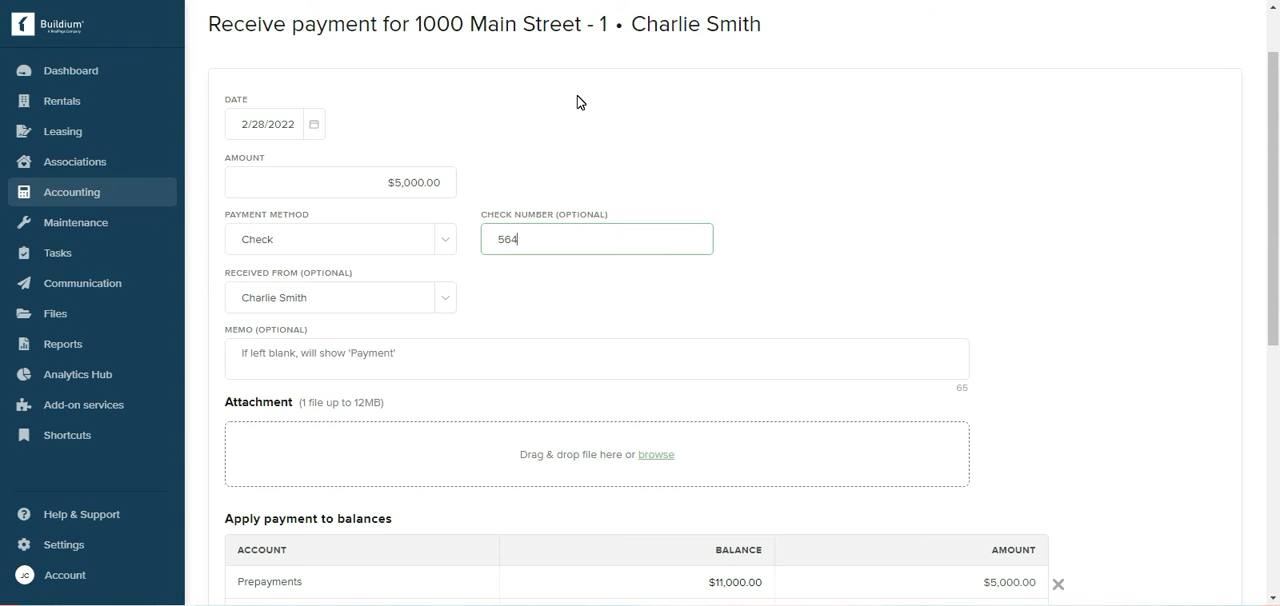 Buildium
A RealPage Company
Dashboard
Rentals
Leasing
Associations
Accounting
Maintenance
Tasks
Communication
Files
Reports
Analytics Hub
Add-on services
Shortcuts
Help & Support
Settings
JC Account
Receive payment for 1000 Main Street - 1 • Charlie Smith
DATE
2/28/2022
AMOUNT
$5,000.00
PAYMENT METHOD CHECK NUMBER (OPTIONAL)
Check 564
RECEIVED FROM (OPTIONAL)
Charlie Smith
MEMO (OPTIONAL)
If left blank, will show 'Payment'
65
Attachment (1 file up to 12MB)
Drag & drop file here or browse
Apply payment to balances
ACCOUNT BALANCE AMOUNT
Prepayments $11,000.00 $5,000.00